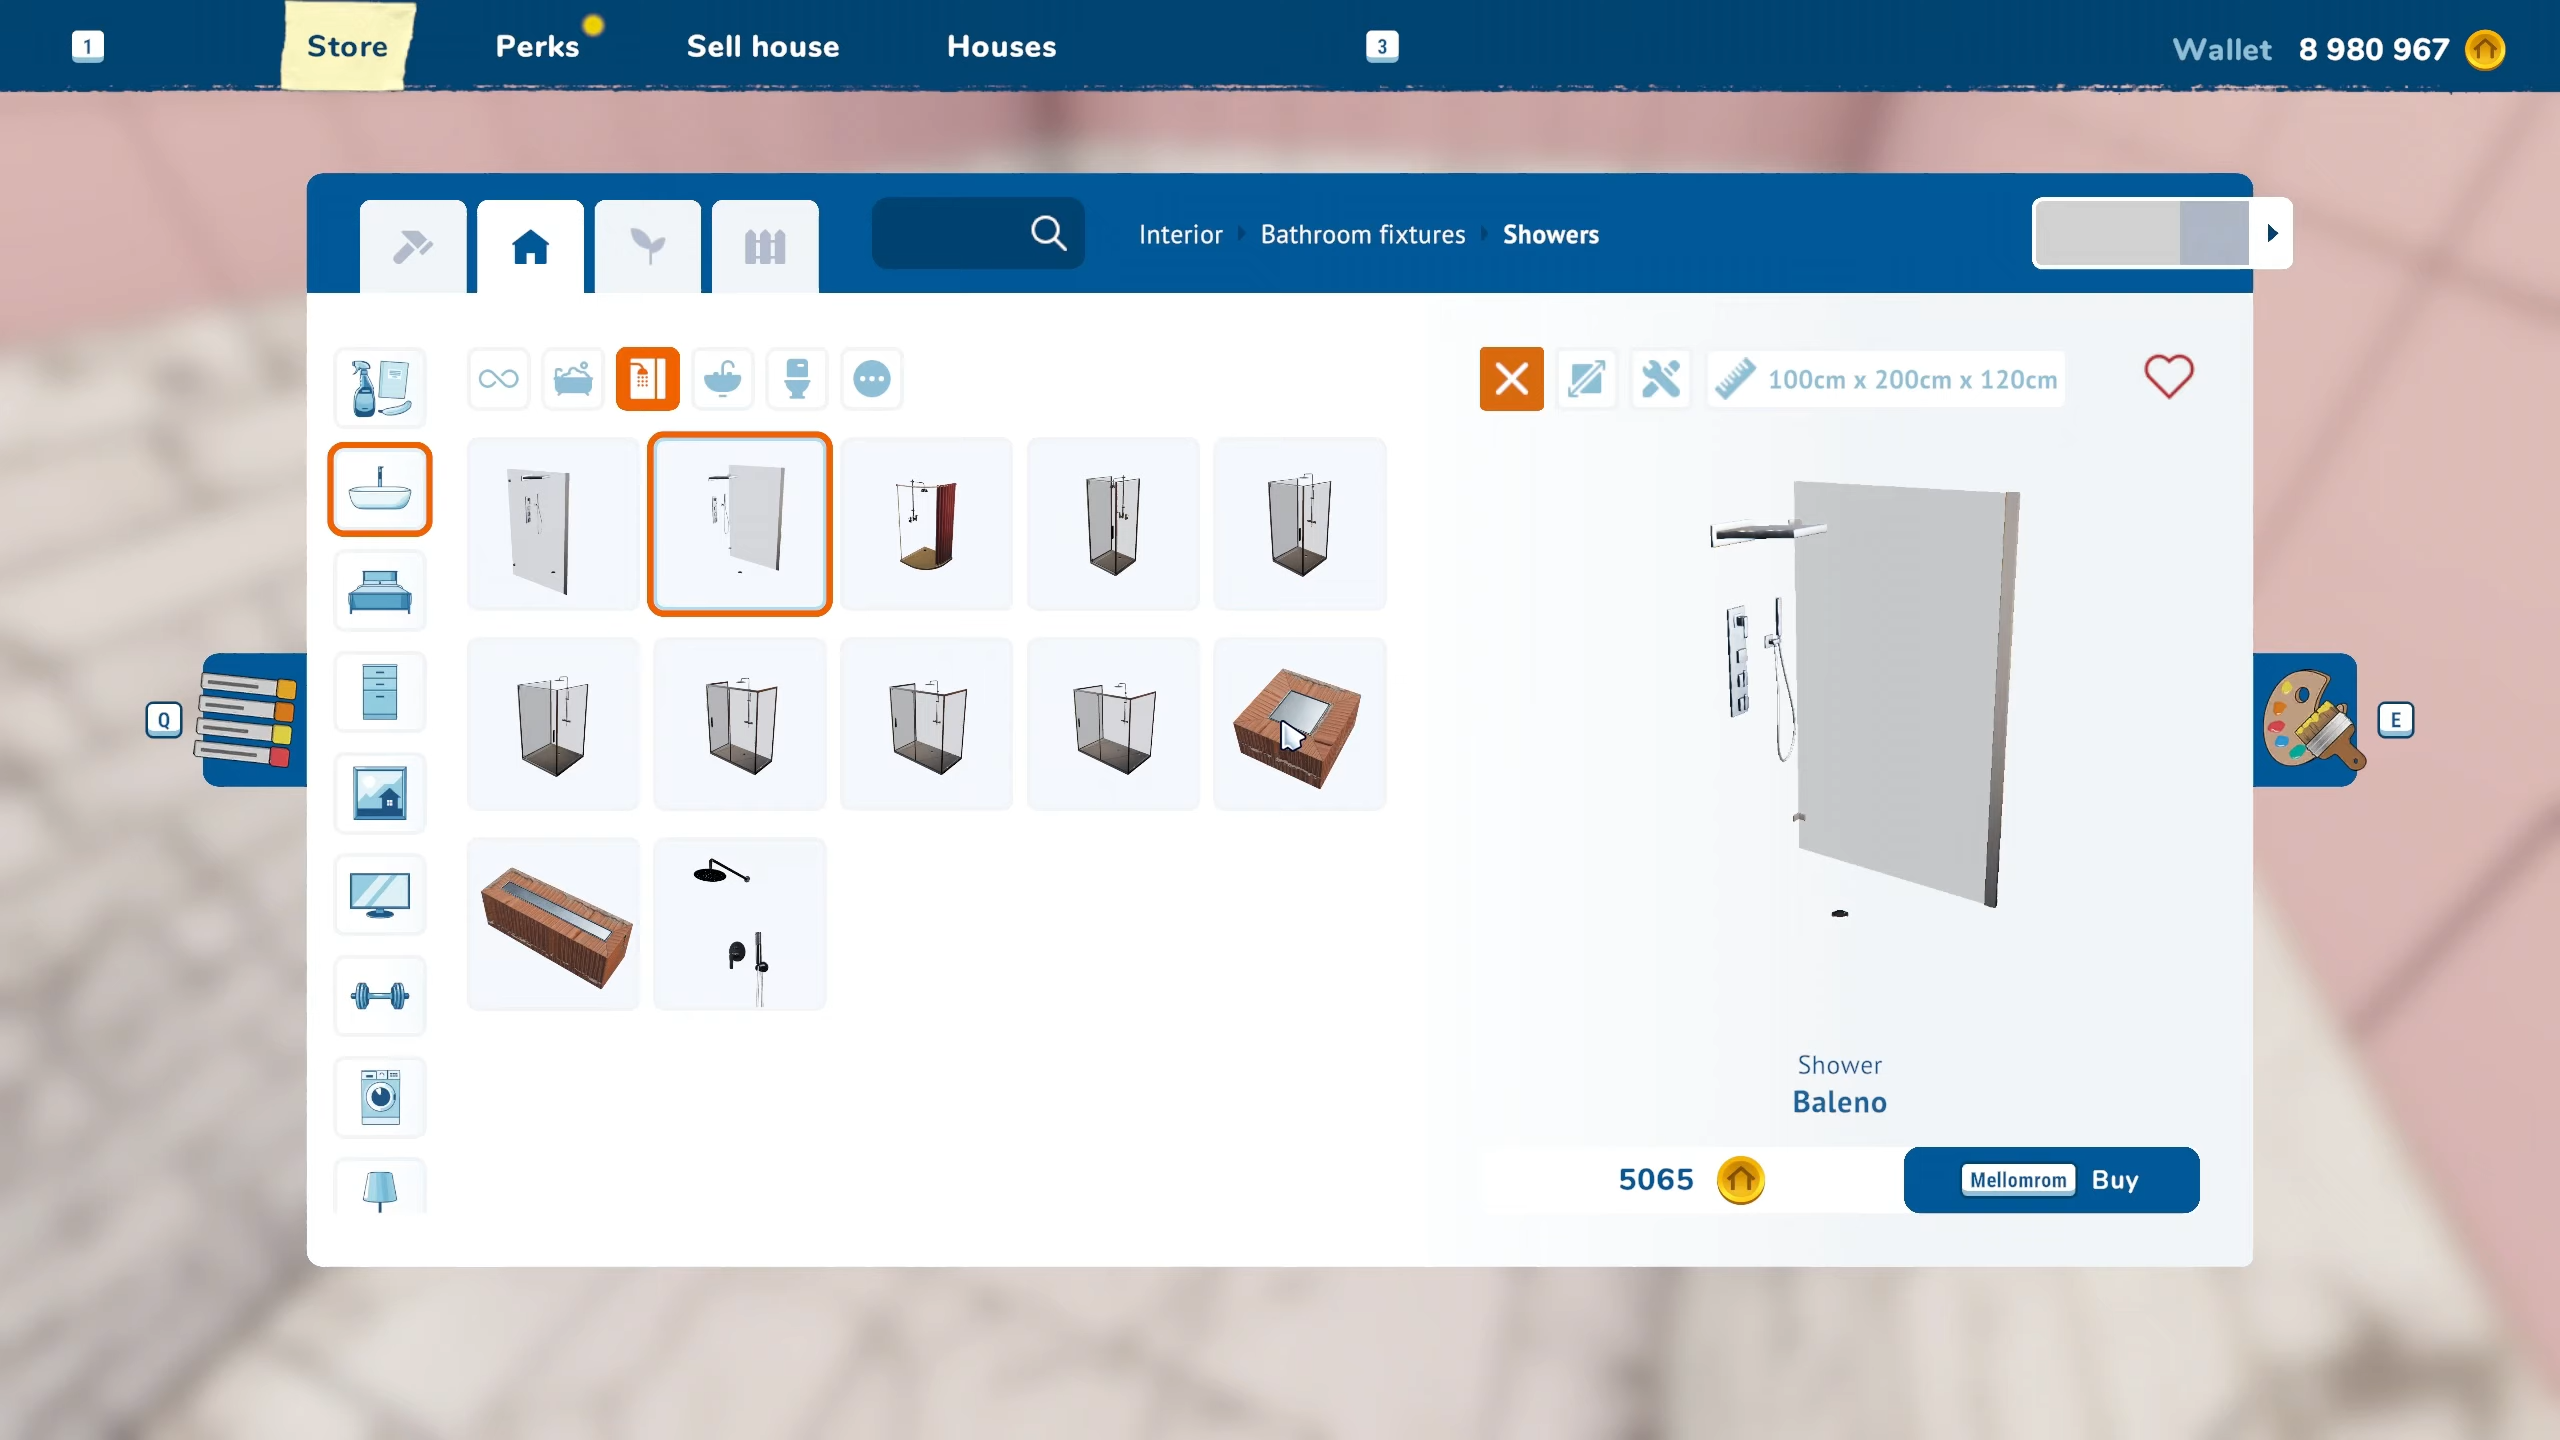 1
Store
Perks
Sell house
Houses
3
Wallet 8 980 967
Interior
Bathroom fixtures
Showers
100cm x 200cm x 120cm
Q
E
Shower
Baleno
5065
Mellomrom Buy